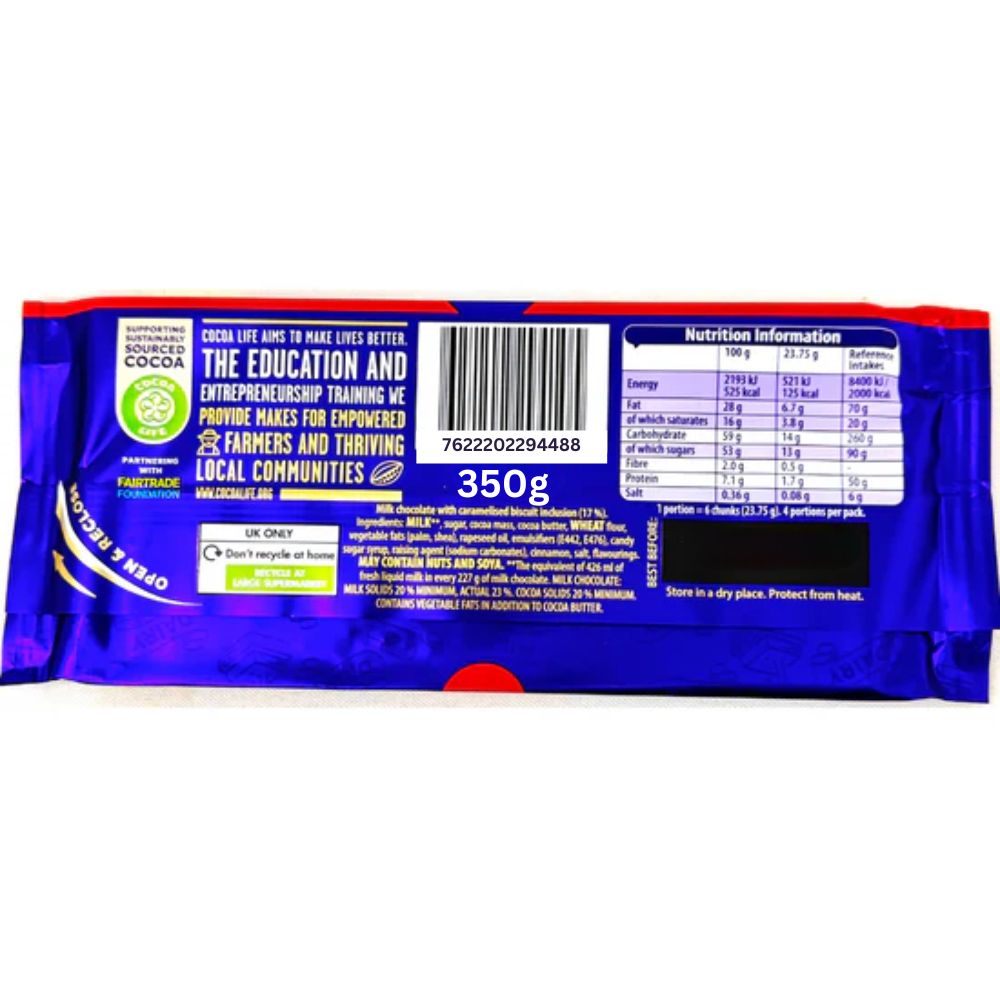 SUPPORTING
SUSTAINABLY
SOURCED
COCOA
COCOA
LIFE
PARTNERING
WITH
FAIRTRADE
FOUNDATION
OPEN & RECLOSE
COCOA LIFE AIMS TO MAKE LIVES BETTER.
THE EDUCATION AND
ENTREPRENEURSHIP TRAINING WE
PROVIDE MAKES FOR EMPOWERED
FARMERS AND THRIVING
LOCAL COMMUNITIES
WWW.COCOALIFE.ORG
UK ONLY
Don't recycle at home
RECYCLE AT
LARGE SUPERMARKET
7622202294488
350g
Milk chocolate with caramelised biscuit inclusion (17 %).
Ingredients: MILK**, sugar, cocoa mass, cocoa butter, WHEAT flour,
vegetable fats (palm, shea), rapeseed oil, emulsifiers (E442, E476), candy
sugar syrup, raising agent (sodium carbonates), cinnamon, salt, flavourings.
MAY CONTAIN NUTS AND SOYA. **The equivalent of 426 ml of
fresh liquid milk in every 227 g of milk chocolate. MILK CHOCOLATE:
MILK SOLIDS 20 % MINIMUM, ACTUAL 23 %. COCOA SOLIDS 20 % MINIMUM.
CONTAINS VEGETABLE FATS IN ADDITION TO COCOA BUTTER.
Nutrition Information
100 g 23.75 g Reference Intakes
Energy 2193 kJ 521 kJ 8400 kJ/
525 kcal 125 kcal 2000 kcal
Fat 28 g 6.7 g 70 g
of which saturates 16 g 3.8 g 20 g
Carbohydrate 59 g 14 g 260 g
of which sugars 53 g 13 g 90 g
Fibre 2.0 g 0.5 g -
Protein 7.1 g 1.7 g 50 g
Salt 0.36 g 0.08 g 6 g
1 portion = 6 chunks (23.75 g). 4 portions per pack.
BEST BEFORE:
Store in a dry place. Protect from heat.